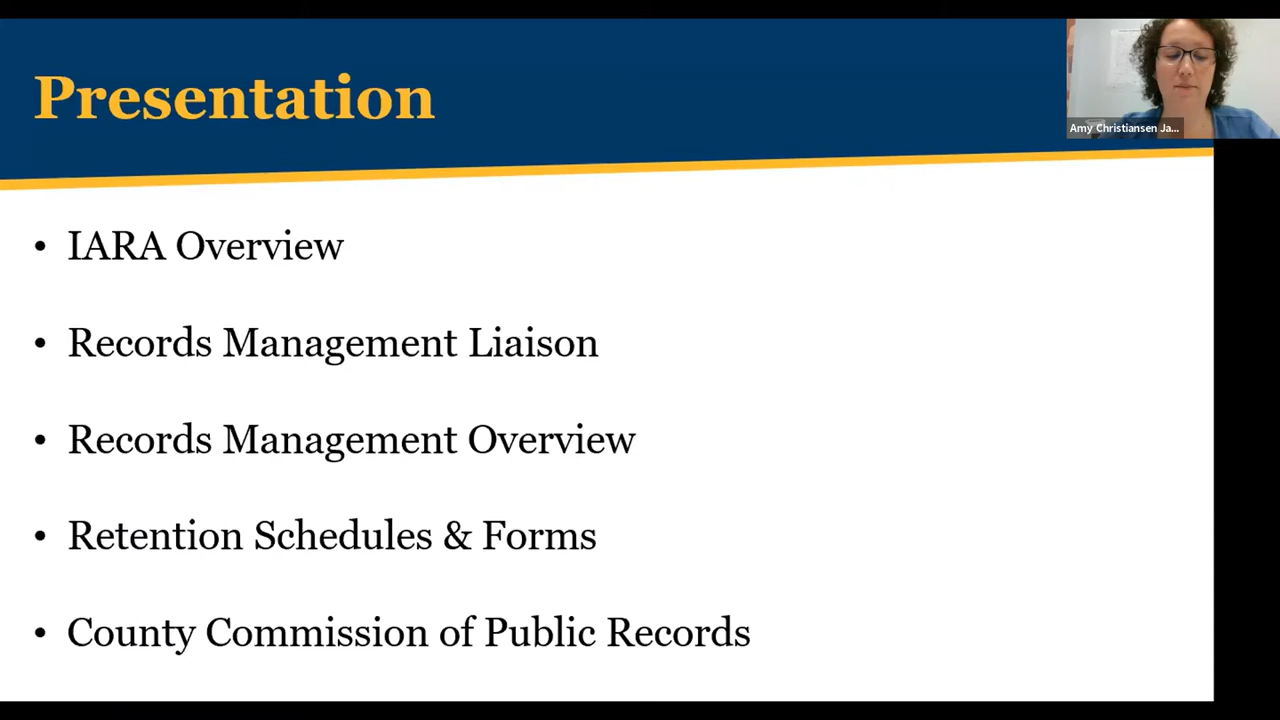 Presentation
Amy Christiansen Ja...
• IARA Overview
• Records Management Liaison
• Records Management Overview
• Retention Schedules & Forms
• County Commission of Public Records